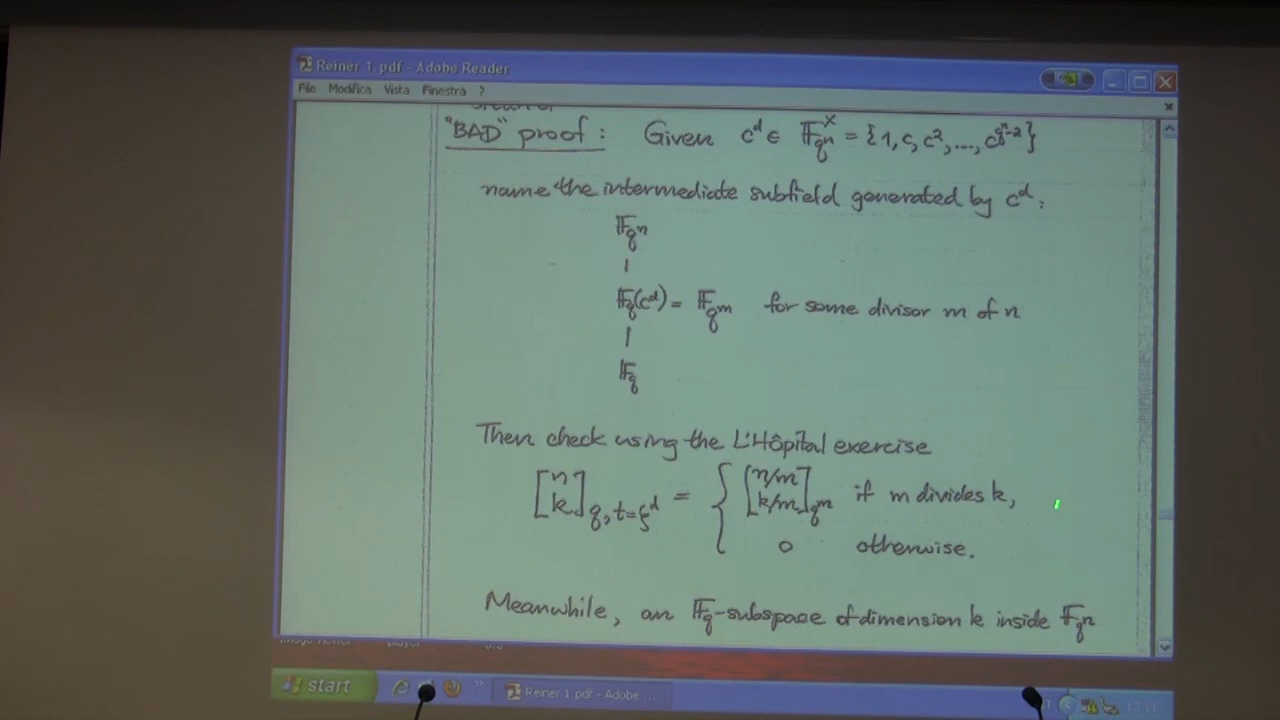 Reiner 1.pdf - Adobe Reader
File Modifica Vista Finestra ?
"BAD" proof: Given c^d ∈ 𝔽_{q^n}^× = {1, c, c^2, ..., c^{q^n-2}}
name the intermediate subfield generated by c^d:
𝔽_{q^n}
|
𝔽_q(c^d) = 𝔽_{q^m} for some divisor m of n
|
𝔽_q
Then check using the L'Hôpital exercise
[n k]_{q, t=ζ^d} = { [n/m k/m]_{q^m} if m divides k,
0 otherwise.
Meanwhile, an 𝔽_q-subspace of dimension k inside 𝔽_{q^n}
start
Reiner 1.pdf - Adobe ...